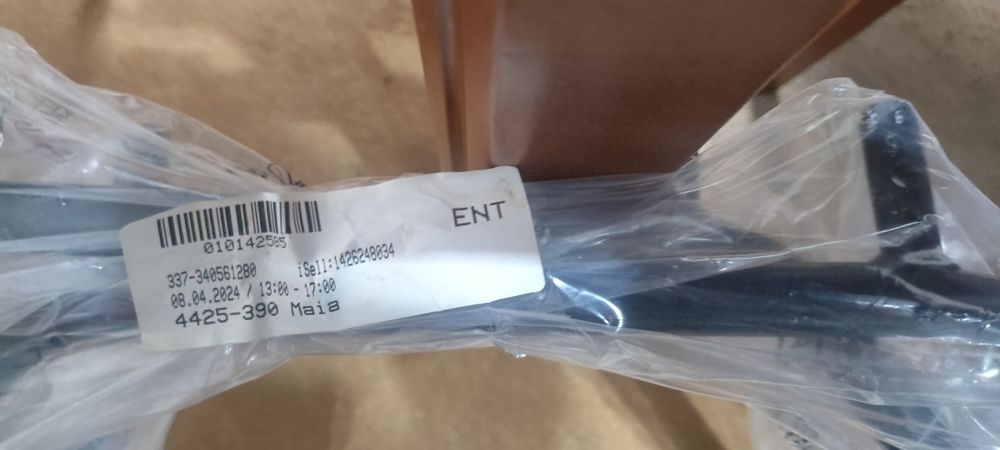 ENT
010142505
337-340561280 iSell:1426248034
08.04.2024 / 13:00 - 17:00
4425-390 Maia